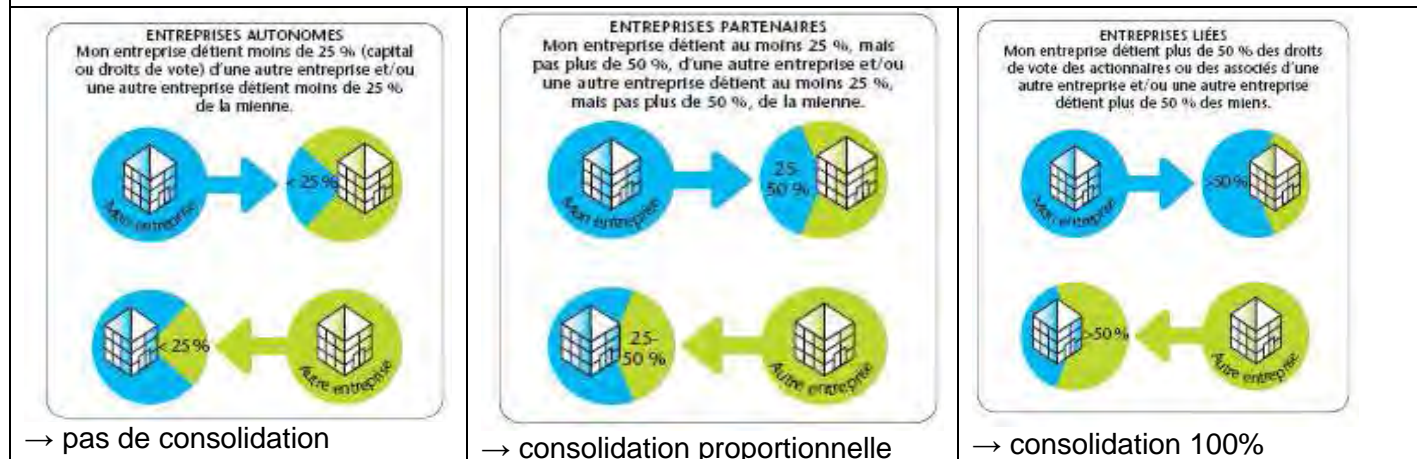 ENTREPRISES AUTONOMES
Mon entreprise détient moins de 25 % (capital
ou droits de vote) d'une autre entreprise et/ou
une autre entreprise détient moins de 25 %
de la mienne.
< 25 %
Mon entreprise
< 25 %
Autre entreprise
→ pas de consolidation
ENTREPRISES PARTENAIRES
Mon entreprise détient au moins 25 %, mais
pas plus de 50 %, d'une autre entreprise et/ou
une autre entreprise détient au moins 25 %,
mais pas plus de 50 %, de la mienne.
25-
50 %
Mon entreprise
25-
50 %
Autre entreprise
→ consolidation proportionnelle
ENTREPRISES LIÉES
Mon entreprise détient plus de 50 % des droits
de vote des actionnaires ou des associés d'une
autre entreprise et/ou une autre entreprise
détient plus de 50 % des miens.
>50 %
Mon entreprise
>50 %
Autre entreprise
→ consolidation 100%